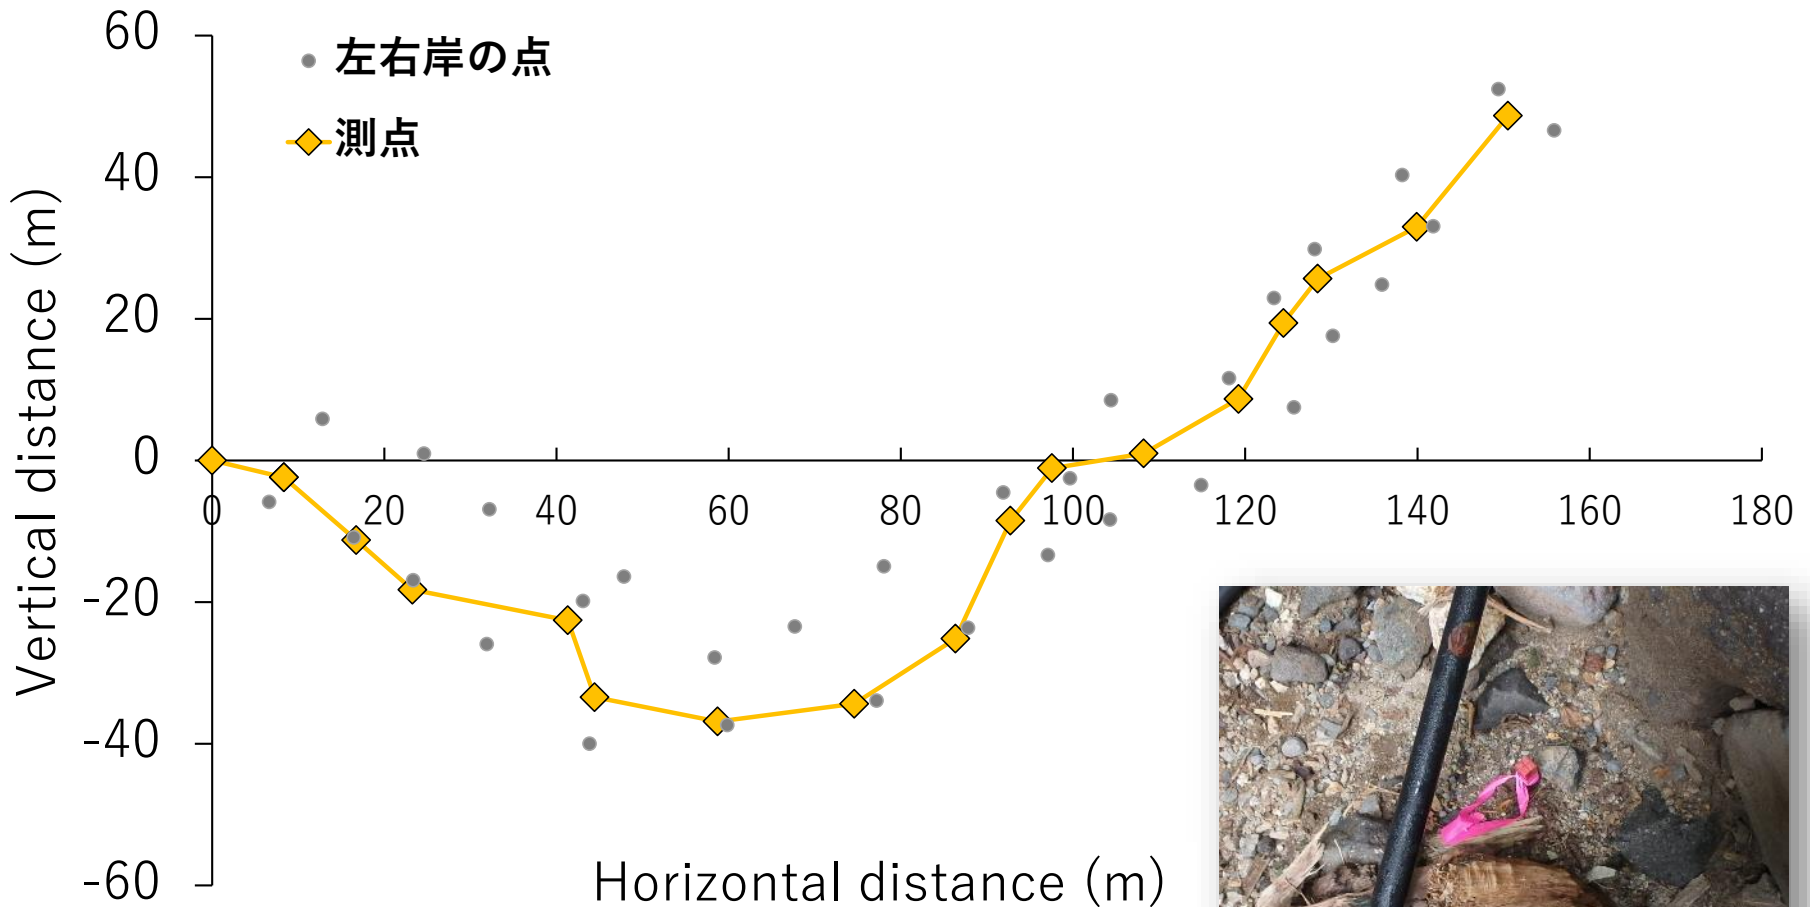 60
40
20
0
-20
-40
-60
左右岸の点
測点
Vertical distance (m)
0 20 40 60 80 100 120 140 160 180
Horizontal distance (m)